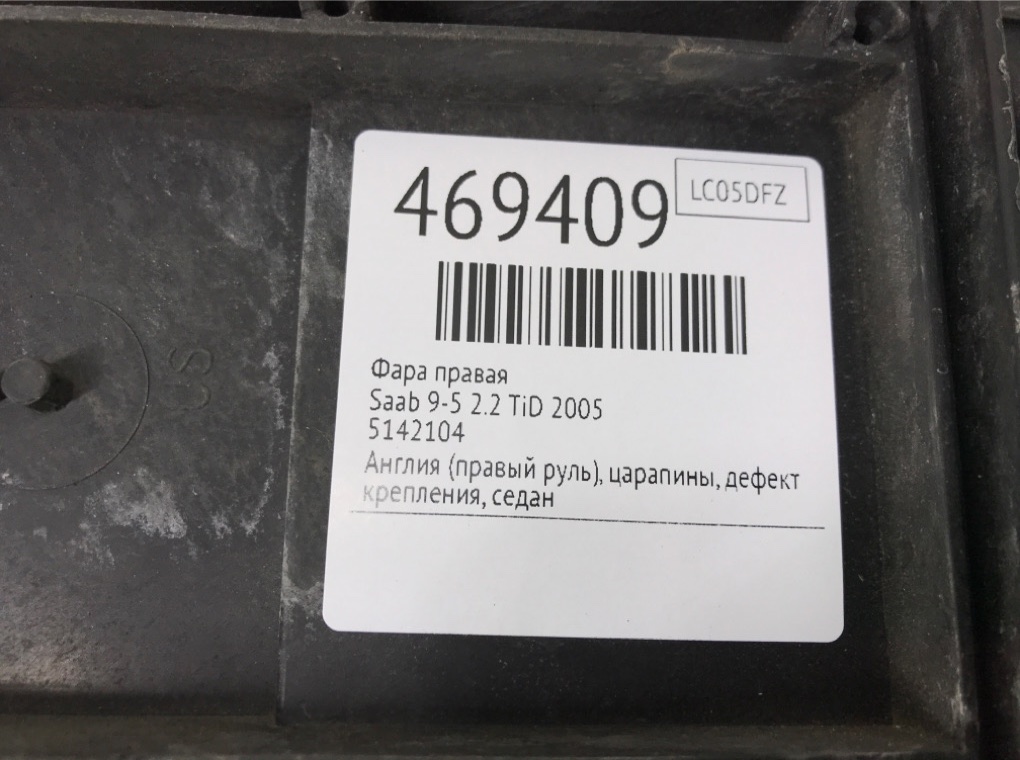 469409
LC05DFZ
Фара правая
Saab 9-5 2.2 TiD 2005
5142104
Англия (правый руль), царапины, дефект
крепления, седан